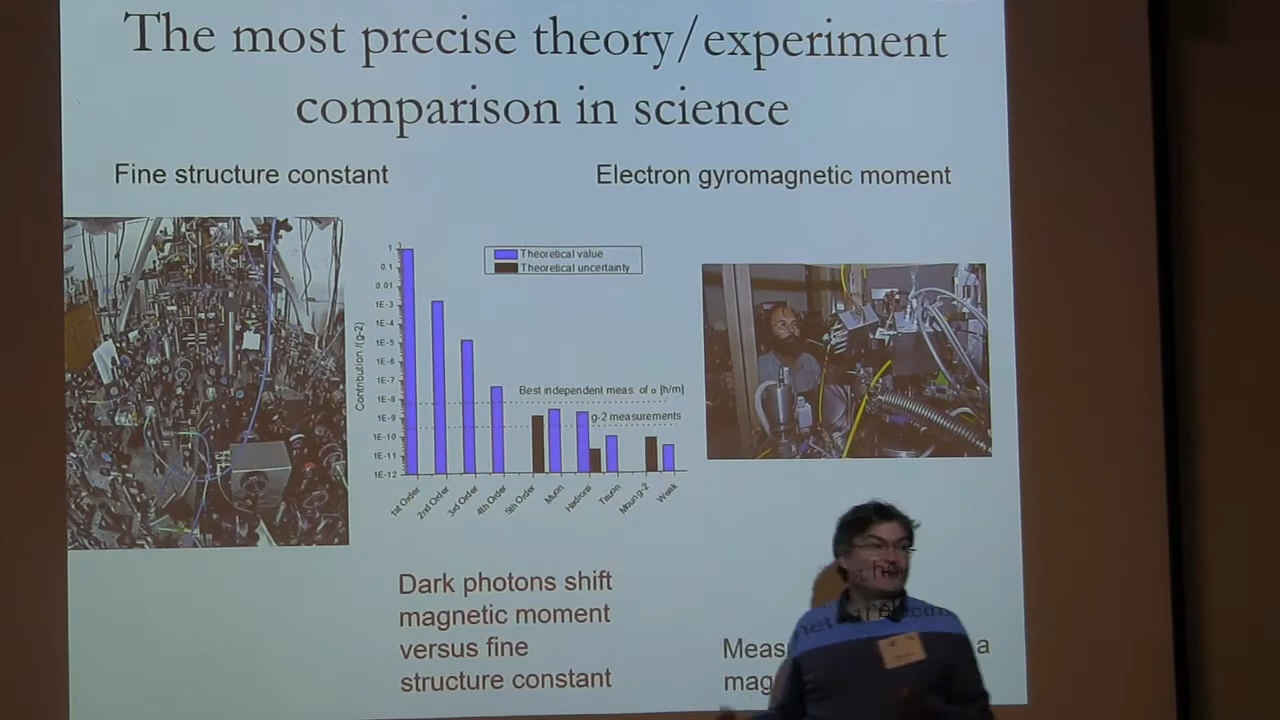 The most precise theory/experiment
comparison in science
Fine structure constant
Electron gyromagnetic moment
Theoretical value
Theoretical uncertainty
Contribution /(g-2)
1
0.1
0.01
1E-3
1E-4
1E-5
1E-6
1E-7
1E-8
1E-9
1E-10
1E-11
1E-12
Best independent meas. of α [h/m]
g-2 measurements
1st Order
2nd Order
3rd Order
4th Order
5th Order
Muon
Hadrons
Tauon
Muon g-2
Weak
Dark photons shift
magnetic moment
versus fine
structure constant
Meas
a
mag